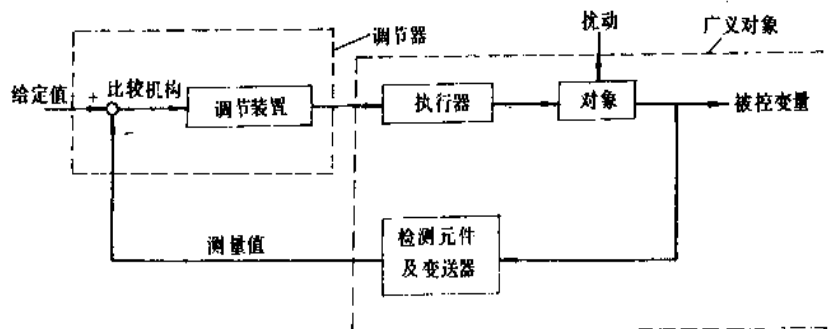 调节器
扰动
广义对象
给定值
+
比较机构
调节装置
执行器
对象
被控变量
-
测量值
检测元件
及变送器